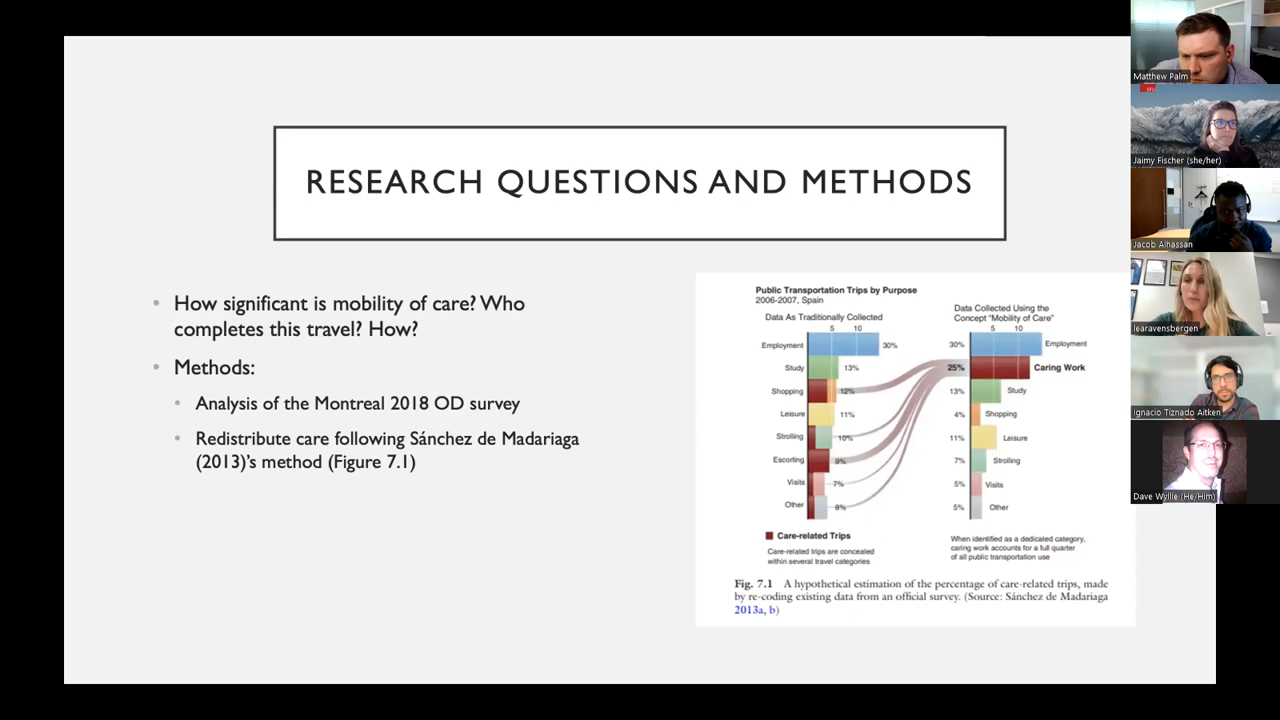 RESEARCH QUESTIONS AND METHODS
• How significant is mobility of care? Who
completes this travel? How?
• Methods:
• Analysis of the Montreal 2018 OD survey
• Redistribute care following Sánchez de Madariaga
(2013)'s method (Figure 7.1)
Public Transportation Trips by Purpose
2006-2007, Spain
Data As Traditionally Collected
5 10
Employment 30%
Study 13%
Shopping 12%
Leisure 11%
Strolling 10%
Escorting 9%
Visits 7%
Other 8%
Care-related Trips
Care-related trips are concealed
within several travel categories
Data Collected Using the
Concept "Mobility of Care"
5 10
30% Employment
25% Caring Work
13% Study
4% Shopping
11% Leisure
7% Strolling
5% Visits
5% Other
When identified as a dedicated category,
caring work accounts for a full quarter
of all public transportation use
Fig. 7.1 A hypothetical estimation of the percentage of care-related trips, made
by re-coding existing data from an official survey. (Source: Sánchez de Madariaga
2013a, b)
Matthew Palm
SFU
Jaimy Fischer (she/her)
Jacob Alhassan
learavensbergen
Ignacio Tiznado Aitken
Dave Wyllie (He/Him)